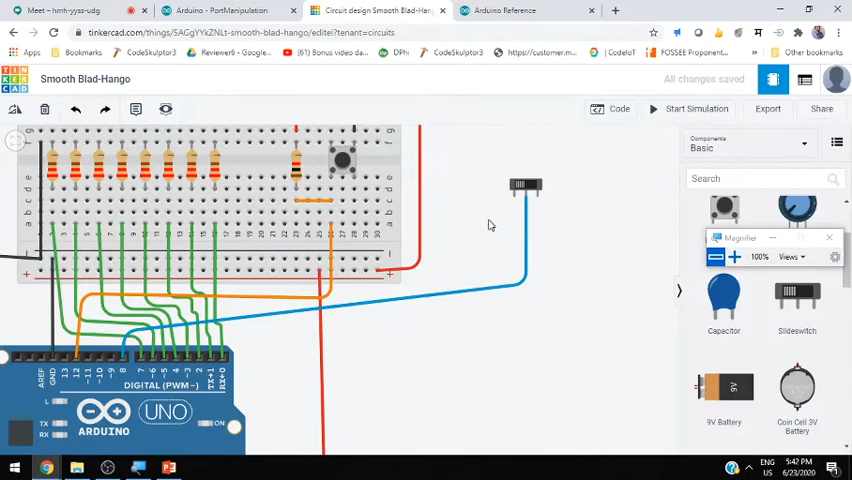 Meet – hmh-yyss-udg
Arduino - PortManipulation
Circuit design Smooth Blad-Hang
Arduino Reference
tinkercad.com/things/5AGgYYkZNLt-smooth-blad-hango/editel?tenant=circuits
Apps
Bookmarks
CodeSkulptor3
Reviewer6 - Google...
(61) Bonus video da...
DPhi
CodeSkulptor3
https://customer.m...
CodeIoT
FOSSEE Proponent...
Other bookmarks
TIN
KER
CAD
Smooth Blad-Hango
All changes saved
Code
Start Simulation
Export
Share
Components
Basic
Search
Magnifier
100%
Views
Capacitor
Slideswitch
9V
9V Battery
Coin Cell 3V
Battery
AREF
GND
13
12
~11
~10
~9
8
7
~6
~5
4
~3
2
TX→1
RX←0
DIGITAL (PWM~)
L
TX
RX
UNO
ON
ARDUINO
ENG
US
5:42 PM
6/23/2020